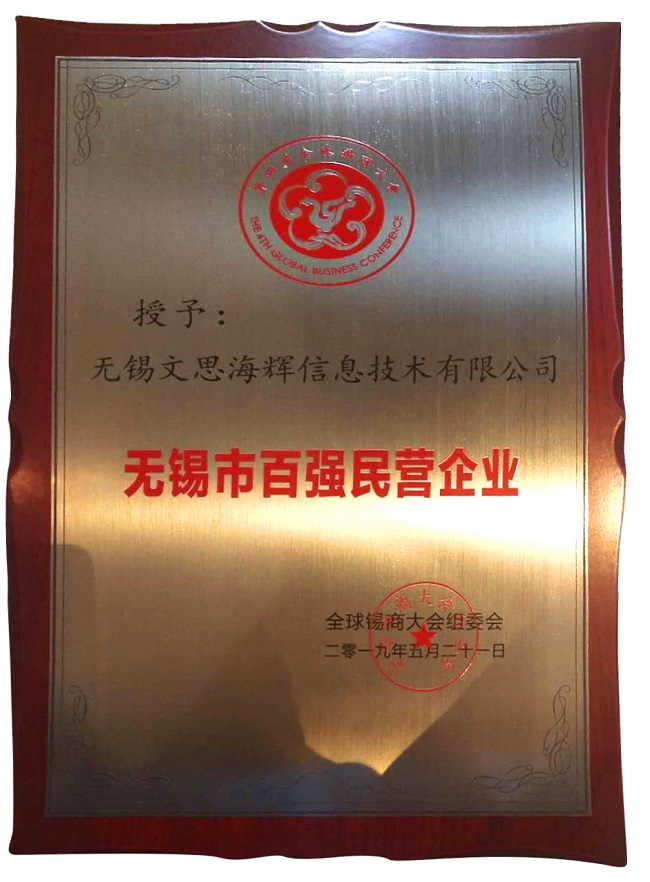 THE 4TH GLOBAL BUSINESS CONFERENCE
授予：
无锡文思海辉信息技术有限公司
无锡市百强民营企业
全球锡商大会组委会
二零一九年五月二十一日